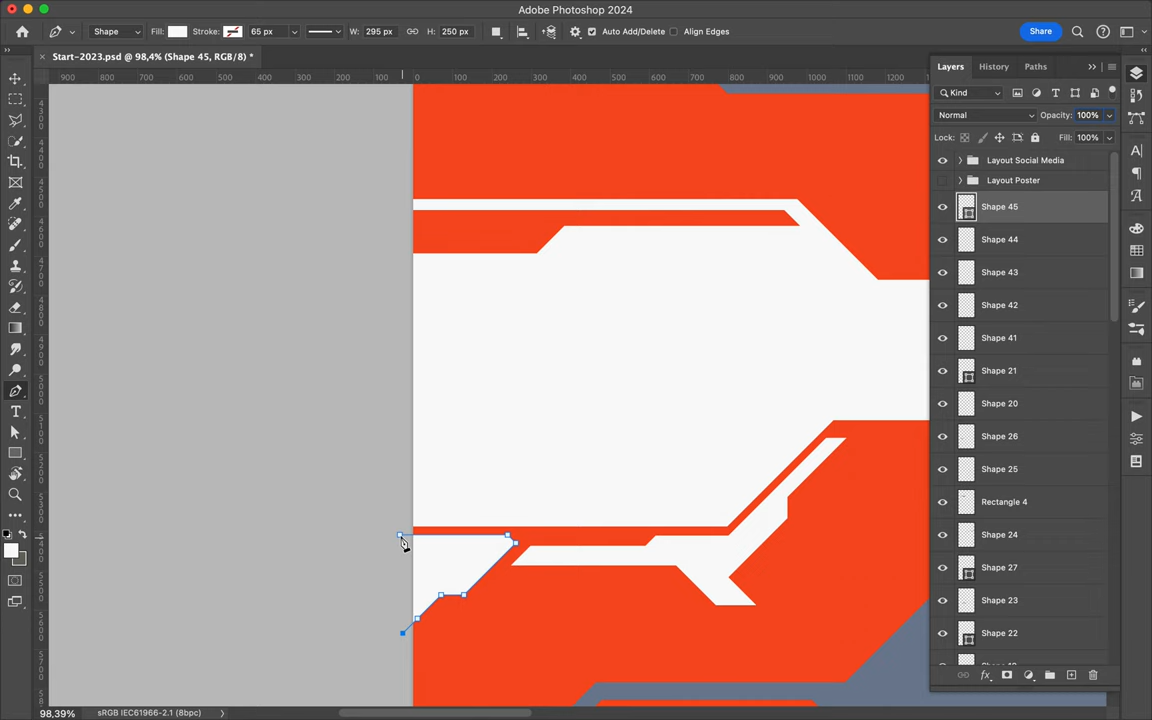 Adobe Photoshop 2024
Shape Fill: Stroke: 65 px W: 295 px H: 250 px Auto Add/Delete Align Edges Share
Start-2023.psd @ 98,4% (Shape 45, RGB/8) *
900 800 700 600 500 400 300 200 100 0 100 200 300 400 500 600 700 800 900 1000 1100 1200
Layers History Paths
Kind
Normal Opacity: 100%
Lock: Fill: 100%
Layout Social Media
Layout Poster
Shape 45
Shape 44
Shape 43
Shape 42
Shape 41
Shape 21
Shape 20
Shape 26
Shape 25
Rectangle 4
Shape 24
Shape 27
Shape 23
Shape 22
98,39% sRGB IEC61966-2.1 (8bpc)